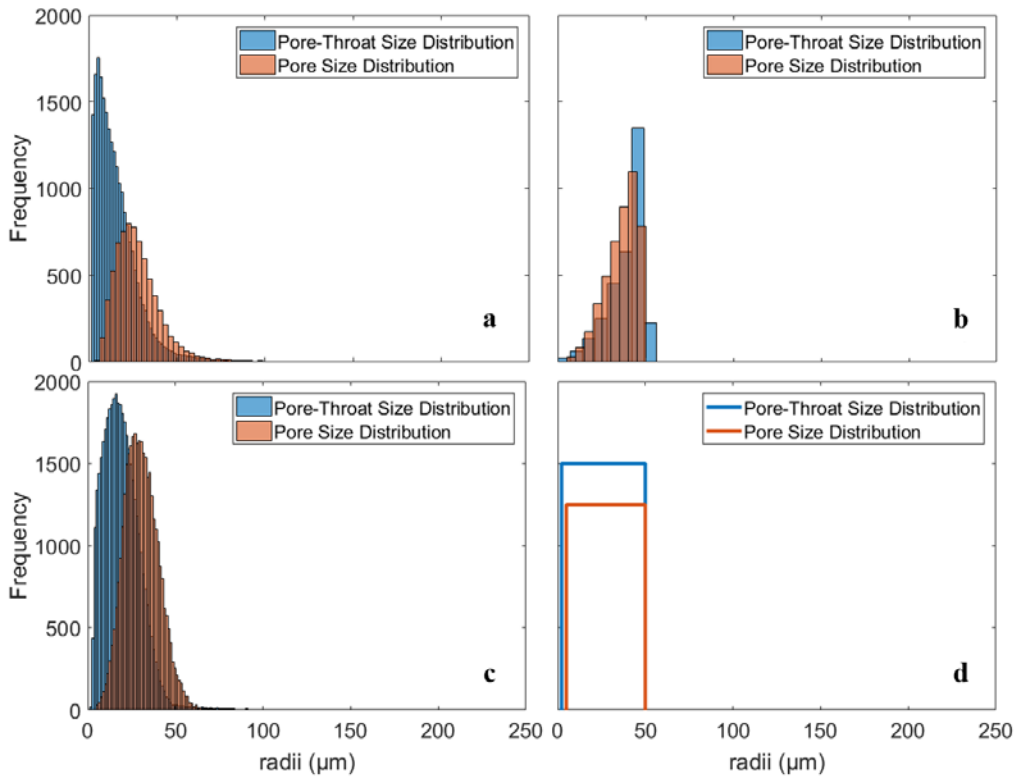 2000
1500
1000
500
0
Frequency
Pore-Throat Size Distribution
Pore Size Distribution
a
Pore-Throat Size Distribution
Pore Size Distribution
b
2000
1500
1000
500
0
Frequency
Pore-Throat Size Distribution
Pore Size Distribution
c
0 50 100 150 200 250
radii (μm)
Pore-Throat Size Distribution
Pore Size Distribution
d
0 50 100 150 200 250
radii (μm)